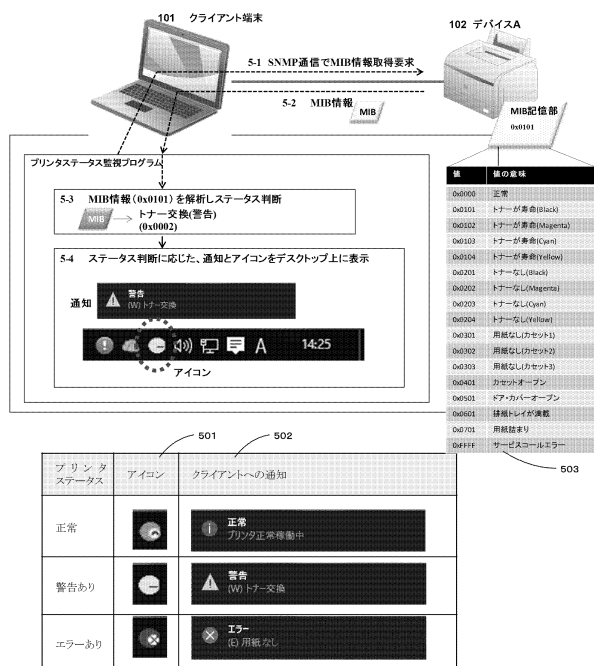 101 クライアント端末
102 デバイスA
5-1 SNMP通信でMIB情報取得要求
5-2 MIB情報
MIB
MIB記憶部
0x0101
プリンタステータス監視プログラム
5-3 MIB情報(0x0101)を解析しステータス判断
MIB
トナー交換(警告)
(0x0002)
5-4 ステータス判断に応じた、通知とアイコンをデスクトップ上に表示
通知
警告
(W) トナー交換
A
14:25
アイコン
値 値の意味
0x0000 正常
0x0101 トナーが寿命(Black)
0x0102 トナーが寿命(Magenta)
0x0103 トナーが寿命(Cyan)
0x0104 トナーが寿命(Yellow)
0x0201 トナーなし(Black)
0x0202 トナーなし(Magenta)
0x0203 トナーなし(Cyan)
0x0204 トナーなし(Yellow)
0x0301 用紙なし(カセット1)
0x0302 用紙なし(カセット2)
0x0303 用紙なし(カセット3)
0x0401 カセットオープン
0x0501 ドア・カバーオープン
0x0601 排紙トレイが満載
0x0701 用紙詰まり
0xFFFF サービスコールエラー
501
502
503
プリンタステータス アイコン クライアントへの通知
正常
正常
プリンタ正常稼働中
警告あり
警告
(W) トナー交換
エラーあり
エラー
(E) 用紙なし